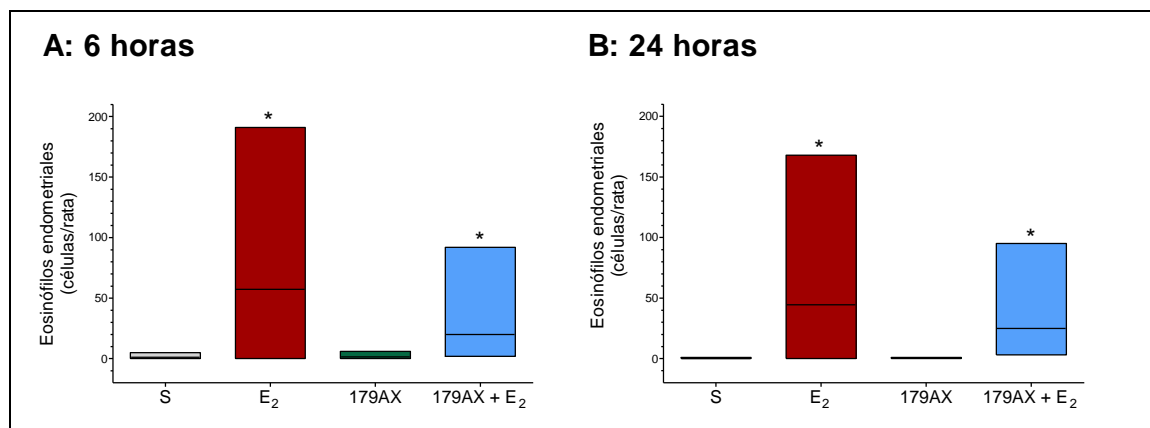 A: 6 horas
Eosinófilos endometriales
(células/rata)
200
150
100
50
0
*
*
S
E₂
179AX
179AX + E₂
B: 24 horas
Eosinófilos endometriales
(células/rata)
200
150
100
50
0
*
*
S
E₂
179AX
179AX + E₂